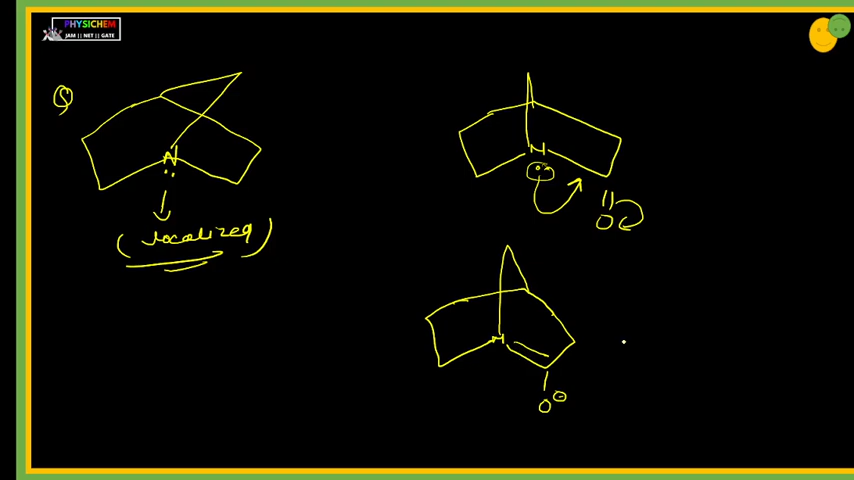 PHYSICHEM
JAM || NET || GATE
Q
N
(localized)
N
O
N
O⊖